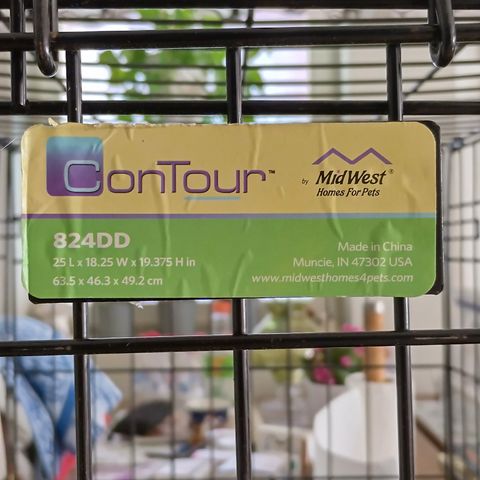 ConTour™
by MidWest®
Homes For Pets
824DD
25 L x 18.25 W x 19.375 H in
63.5 x 46.3 x 49.2 cm
Made in China
Muncie, IN 47302 USA
www.midwesthomes4pets.com